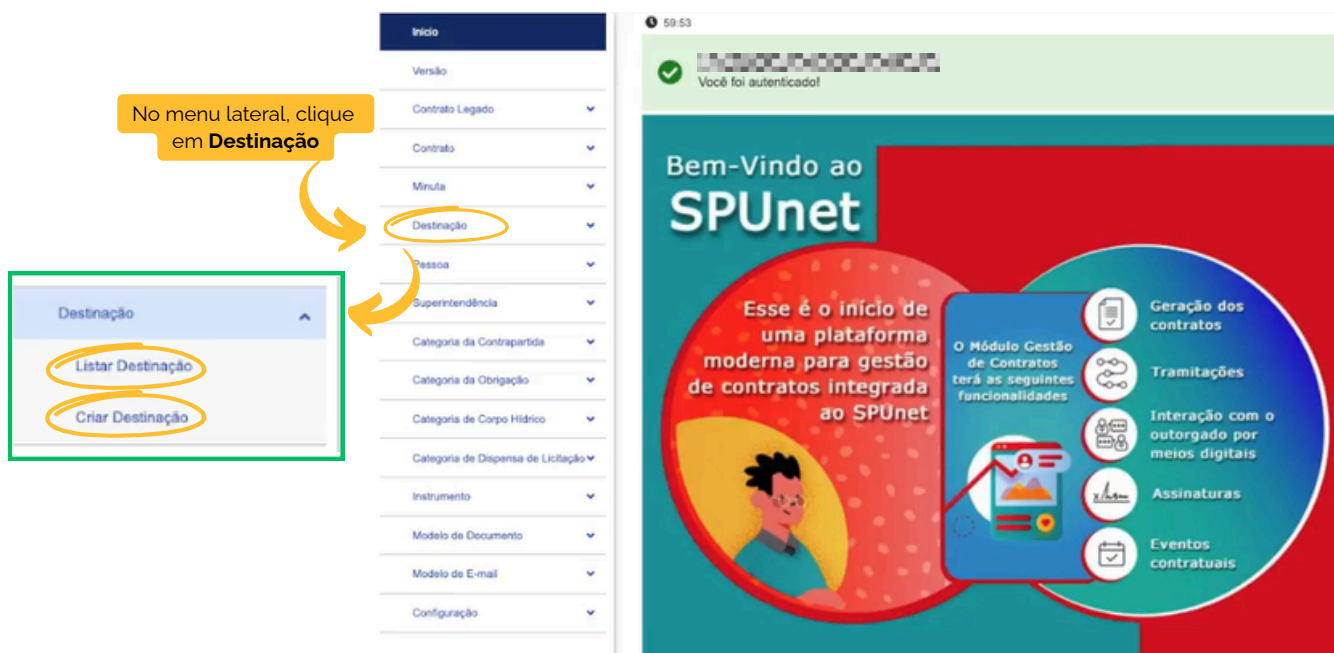 No menu lateral, clique
em Destinação
Destinação
Listar Destinação
Criar Destinação
Início
Versão
Contrato Legado
Contrato
Minuta
Destinação
Pessoa
Superintendência
Categoria da Contrapartida
Categoria da Obrigação
Categoria de Corpo Hídrico
Categoria de Dispensa de Licitação
Instrumento
Modelo de Documento
Modelo de E-mail
Configuração
59:53
Você foi autenticado!
Bem-Vindo ao
SPUnet
Esse é o início de
uma plataforma
moderna para gestão
de contratos integrada
ao SPUnet
O Módulo Gestão
de Contratos
terá as seguintes
funcionalidades
Geração dos
contratos
Tramitações
Interação com o
outorgado por
meios digitais
Assinaturas
Eventos
contratuais